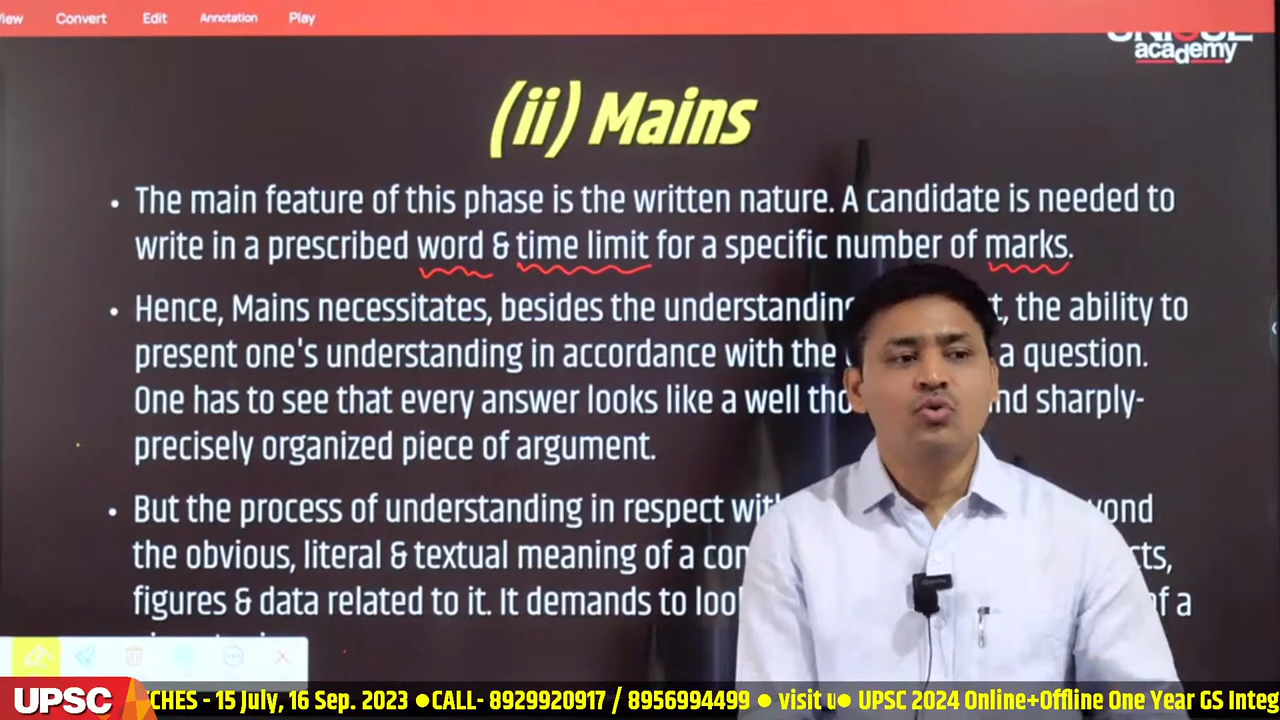 View Convert Edit Annotation Play
UNIQUE
academy
(ii) Mains
• The main feature of this phase is the written nature. A candidate is needed to
write in a prescribed word & time limit for a specific number of marks.
• Hence, Mains necessitates, besides the understanding t, the ability to
present one's understanding in accordance with the a question.
One has to see that every answer looks like a well tho nd sharply-
precisely organized piece of argument.
• But the process of understanding in respect wit yond
the obvious, literal & textual meaning of a con cts,
figures & data related to it. It demands to loo of a
UPSC
CHES - 15 July, 16 Sep. 2023 ●CALL- 8929920917 / 8956994499 ● visit u● UPSC 2024 Online+Offline One Year GS Integ